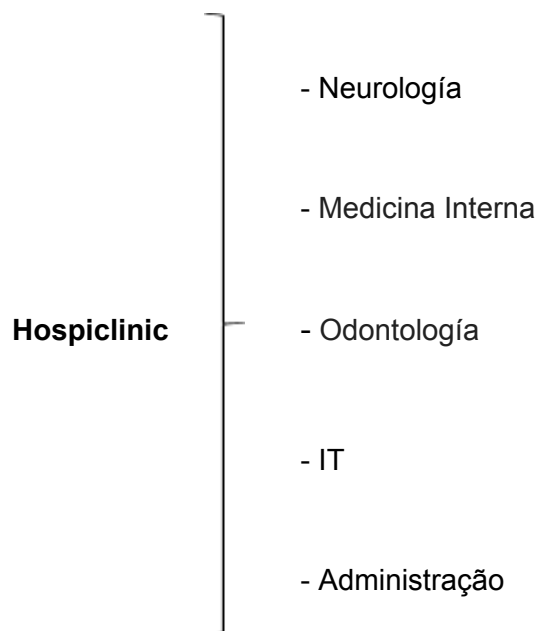 - Neurología
- Medicina Interna
Hospiclinic - Odontología
- IT
- Administração